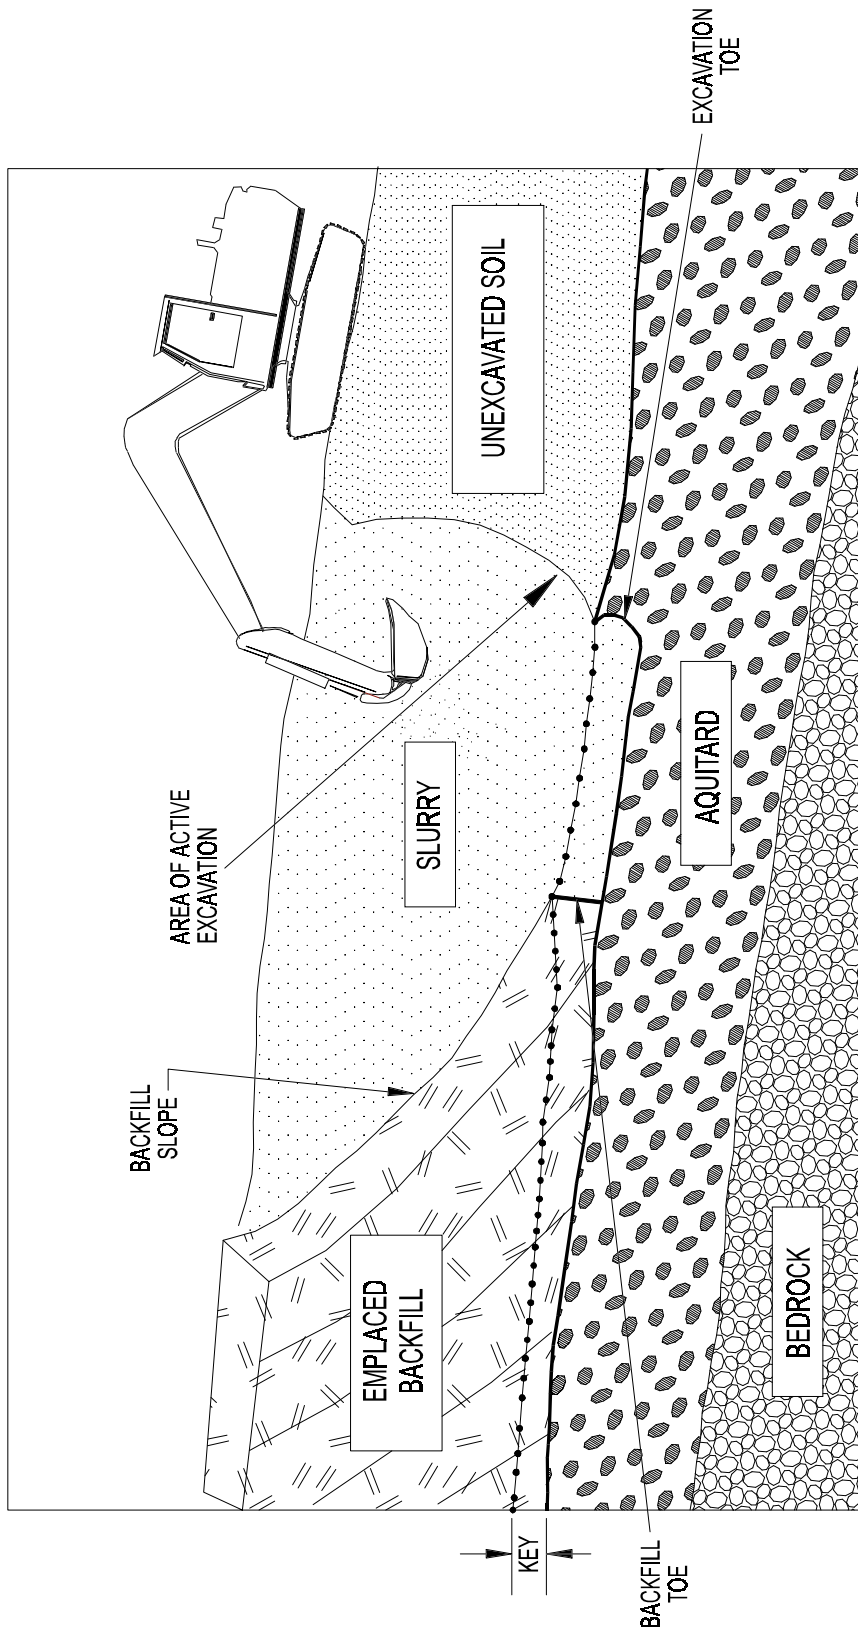 EXCAVATION
TOE
UNEXCAVATED SOIL
AREA OF ACTIVE
EXCAVATION
SLURRY
AQUITARD
BACKFILL
SLOPE
EMPLACED
BACKFILL
BEDROCK
KEY
BACKFILL
TOE